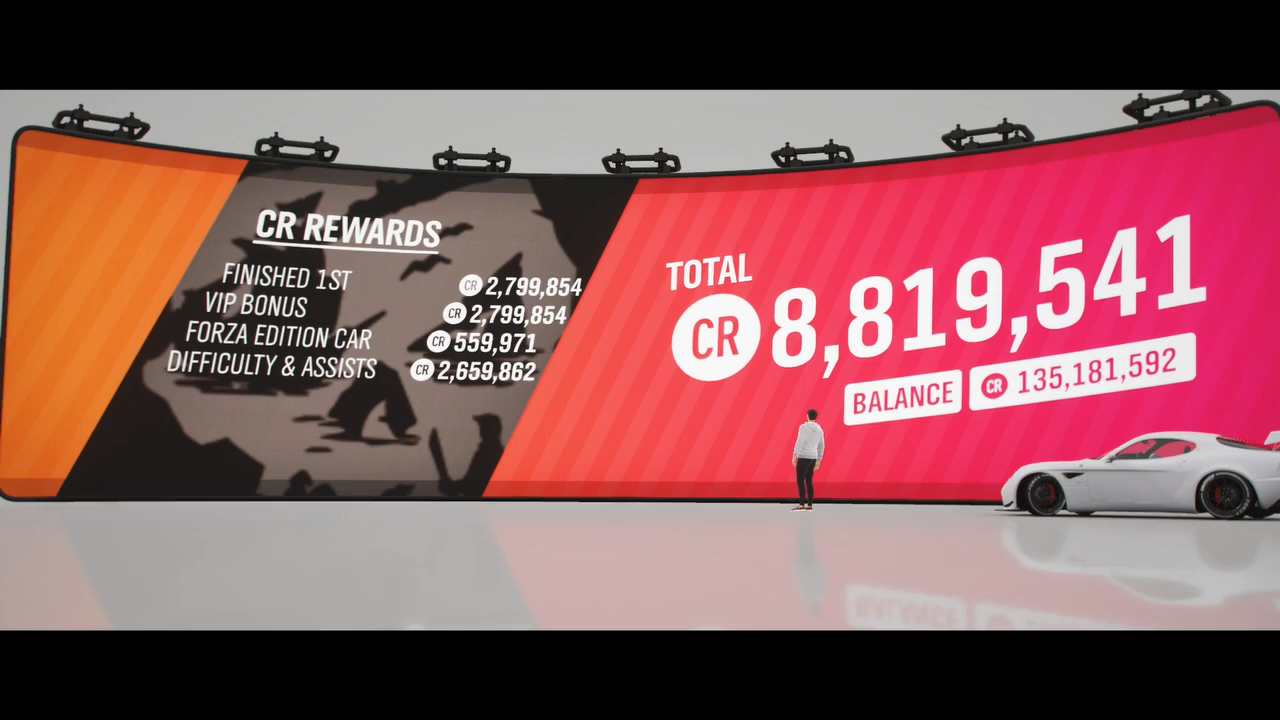 CR REWARDS
FINISHED 1ST CR 2,799,854
VIP BONUS CR 2,799,854
FORZA EDITION CAR CR 559,971
DIFFICULTY & ASSISTS CR 2,659,862
TOTAL
CR 8,819,541
BALANCE CR 135,181,592